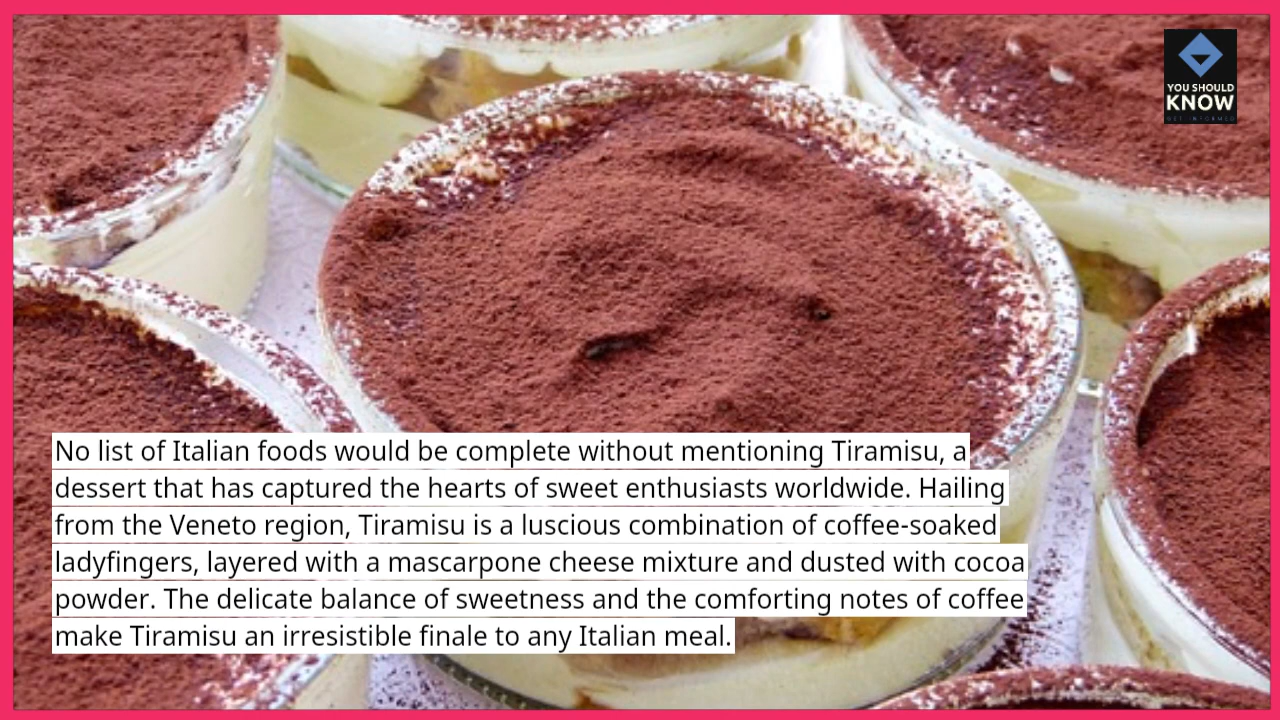 YOU SHOULD
KNOW
GET INFORMED
No list of Italian foods would be complete without mentioning Tiramisu, a
dessert that has captured the hearts of sweet enthusiasts worldwide. Hailing
from the Veneto region, Tiramisu is a luscious combination of coffee-soaked
ladyfingers, layered with a mascarpone cheese mixture and dusted with cocoa
powder. The delicate balance of sweetness and the comforting notes of coffee
make Tiramisu an irresistible finale to any Italian meal.